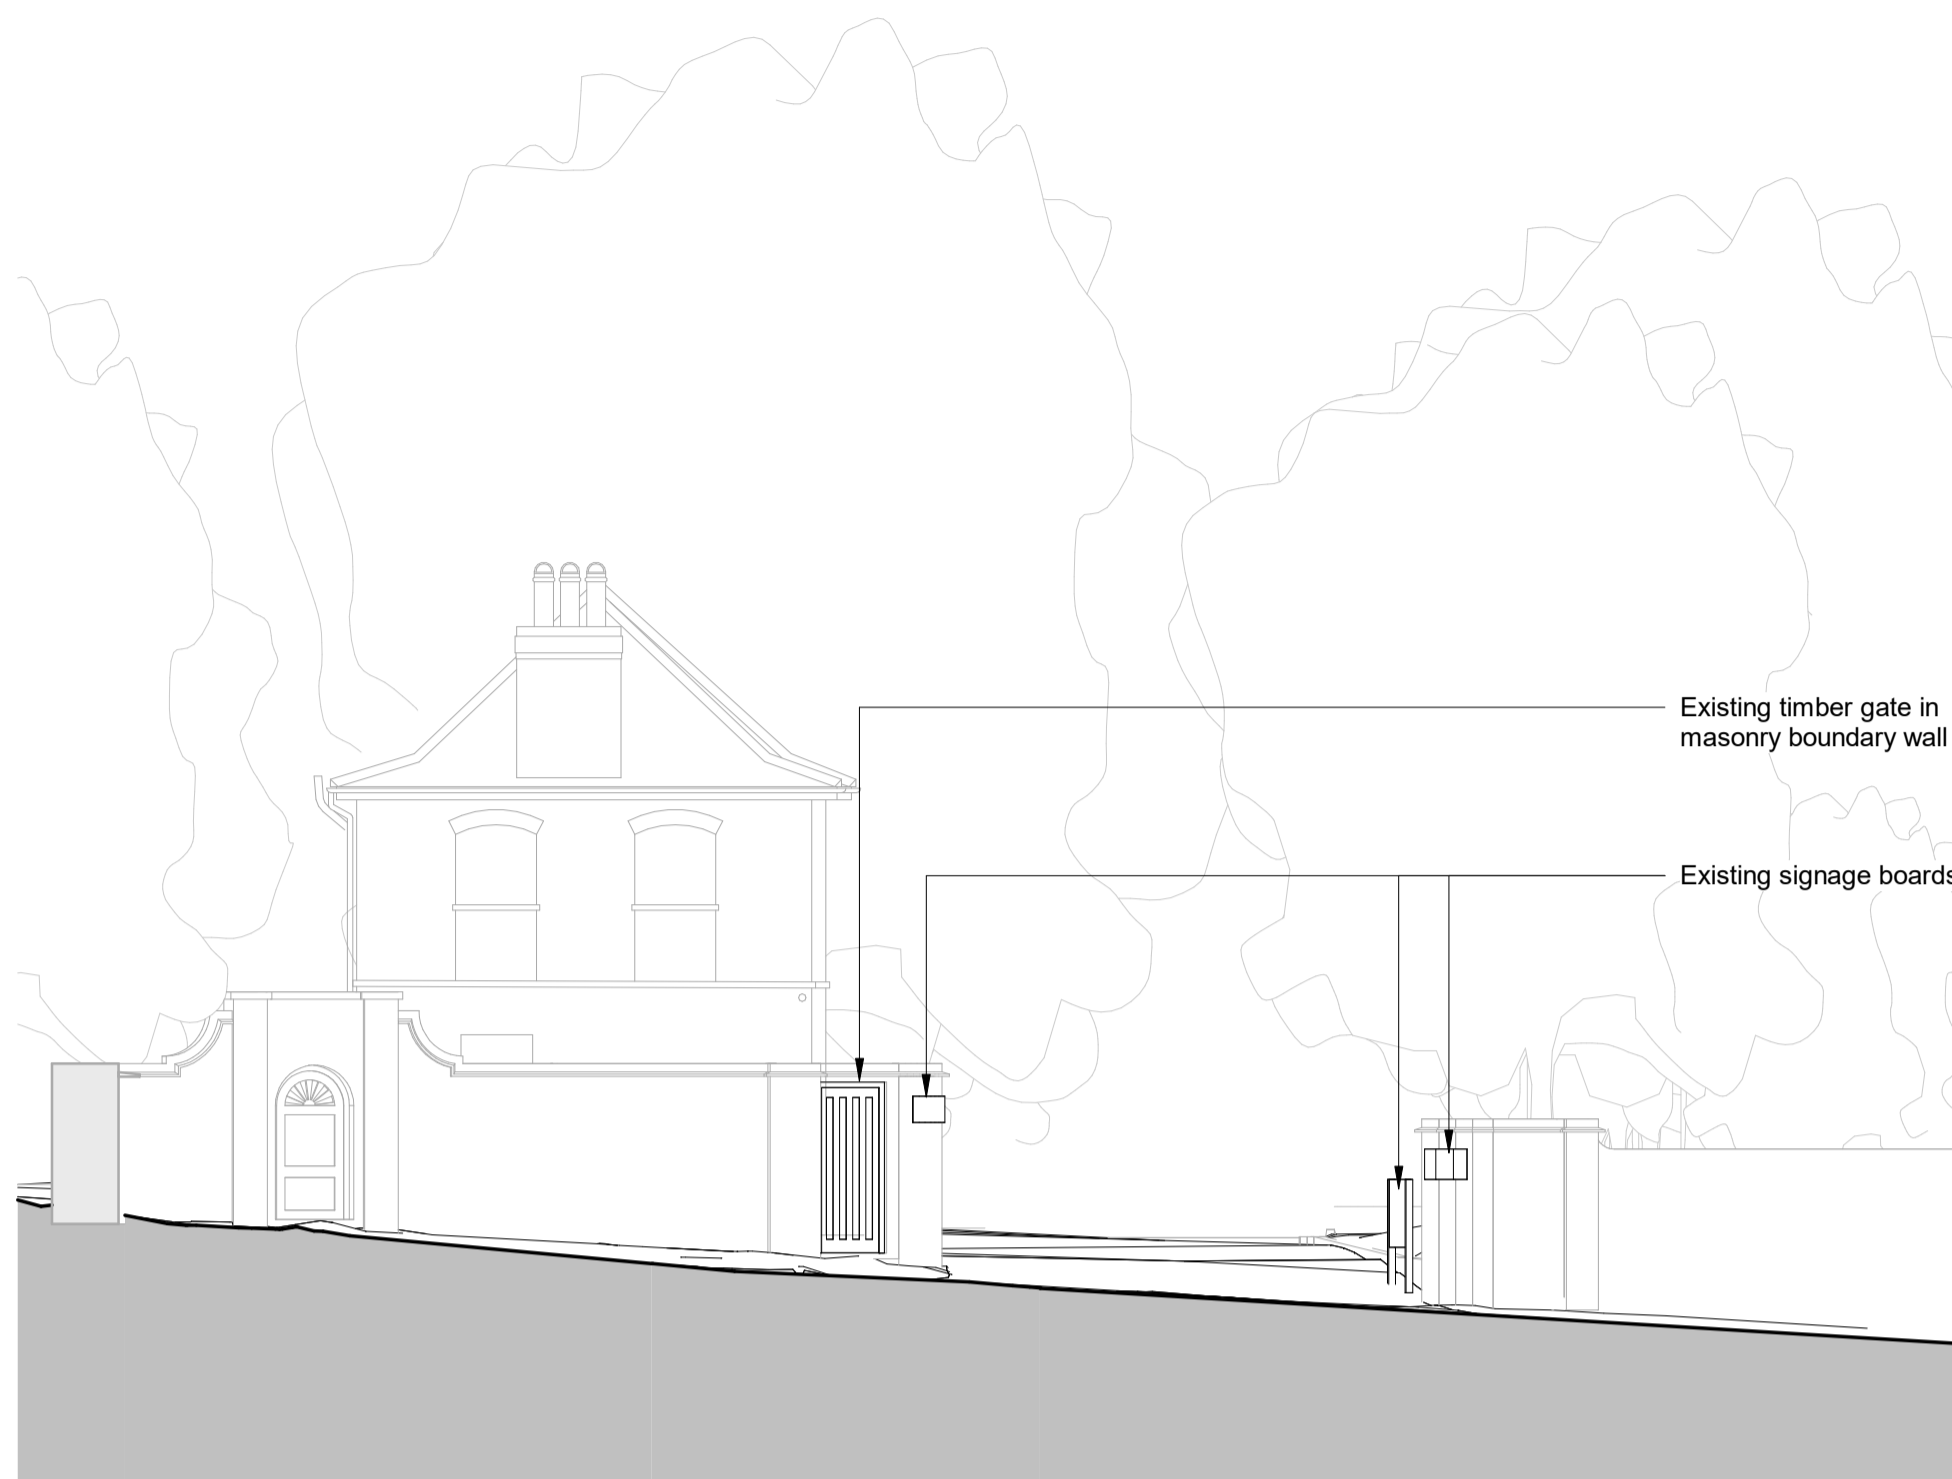 Existing timber gate in
masonry boundary wall
Existing signage boards